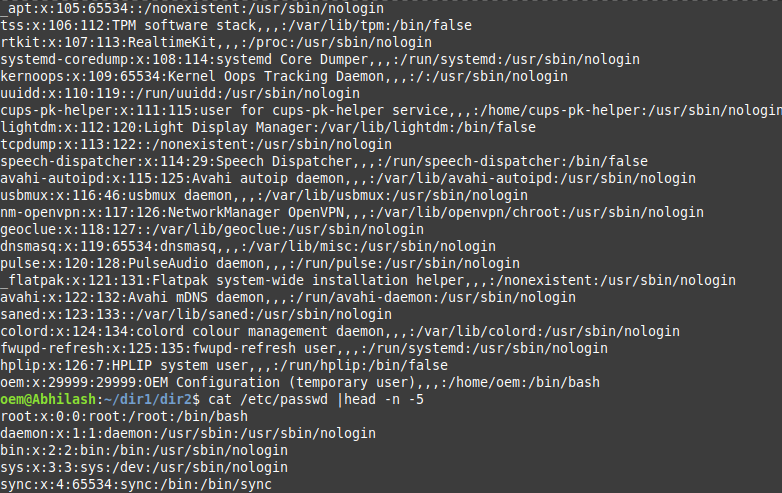 _apt:x:105:65534::/nonexistent:/usr/sbin/nologin
tss:x:106:112:TPM software stack,,,:/var/lib/tpm:/bin/false
rtkit:x:107:113:RealtimeKit,,,:/proc:/usr/sbin/nologin
systemd-coredump:x:108:114:systemd Core Dumper,,,:/run/systemd:/usr/sbin/nologin
kernoops:x:109:65534:Kernel Oops Tracking Daemon,,,:/:/usr/sbin/nologin
uuidd:x:110:119::/run/uuidd:/usr/sbin/nologin
cups-pk-helper:x:111:115:user for cups-pk-helper service,,,:/home/cups-pk-helper:/usr/sbin/nologin
lightdm:x:112:120:Light Display Manager:/var/lib/lightdm:/bin/false
tcpdump:x:113:122::/nonexistent:/usr/sbin/nologin
speech-dispatcher:x:114:29:Speech Dispatcher,,,:/run/speech-dispatcher:/bin/false
avahi-autoipd:x:115:125:Avahi autoip daemon,,,:/var/lib/avahi-autoipd:/usr/sbin/nologin
usbmux:x:116:46:usbmux daemon,,,:/var/lib/usbmux:/usr/sbin/nologin
nm-openvpn:x:117:126:NetworkManager OpenVPN,,,:/var/lib/openvpn/chroot:/usr/sbin/nologin
geoclue:x:118:127::/var/lib/geoclue:/usr/sbin/nologin
dnsmasq:x:119:65534:dnsmasq,,,:/var/lib/misc:/usr/sbin/nologin
pulse:x:120:128:PulseAudio daemon,,,:/run/pulse:/usr/sbin/nologin
_flatpak:x:121:131:Flatpak system-wide installation helper,,,:/nonexistent:/usr/sbin/nologin
avahi:x:122:132:Avahi mDNS daemon,,,:/run/avahi-daemon:/usr/sbin/nologin
saned:x:123:133::/var/lib/saned:/usr/sbin/nologin
colord:x:124:134:colord colour management daemon,,,:/var/lib/colord:/usr/sbin/nologin
fwupd-refresh:x:125:135:fwupd-refresh user,,,:/run/systemd:/usr/sbin/nologin
hplip:x:126:7:HPLIP system user,,,:/run/hplip:/bin/false
oem:x:29999:29999:OEM Configuration (temporary user),,,:/home/oem:/bin/bash
oem@Abhilash:~/dir1/dir2$ cat /etc/passwd |head -n -5
root:x:0:0:root:/root:/bin/bash
daemon:x:1:1:daemon:/usr/sbin:/usr/sbin/nologin
bin:x:2:2:bin:/bin:/usr/sbin/nologin
sys:x:3:3:sys:/dev:/usr/sbin/nologin
sync:x:4:65534:sync:/bin:/bin/sync